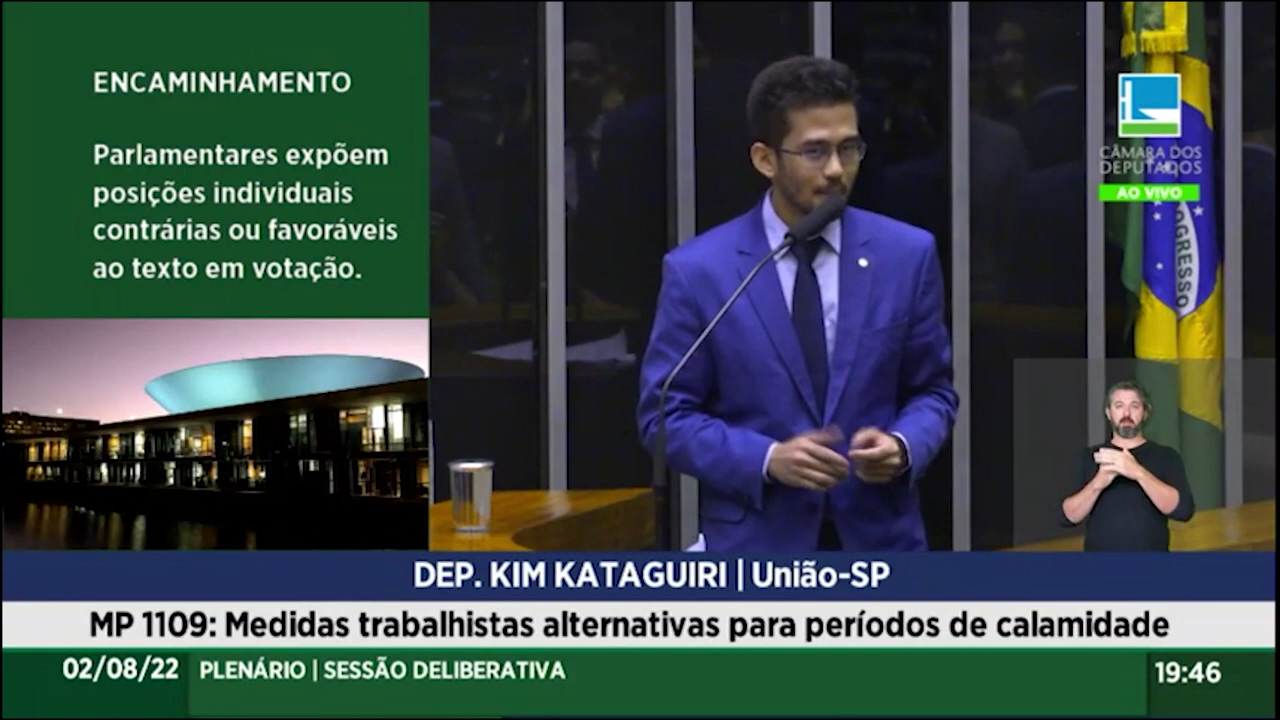 ENCAMINHAMENTO
Parlamentares expõem
posições individuais
contrárias ou favoráveis
ao texto em votação.
CÂMARA DOS
DEPUTADOS
AO VIVO
OGRESSO
DEP. KIM KATAGUIRI | União-SP
MP 1109: Medidas trabalhistas alternativas para períodos de calamidade
02/08/22 PLENÁRIO | SESSÃO DELIBERATIVA 19:46